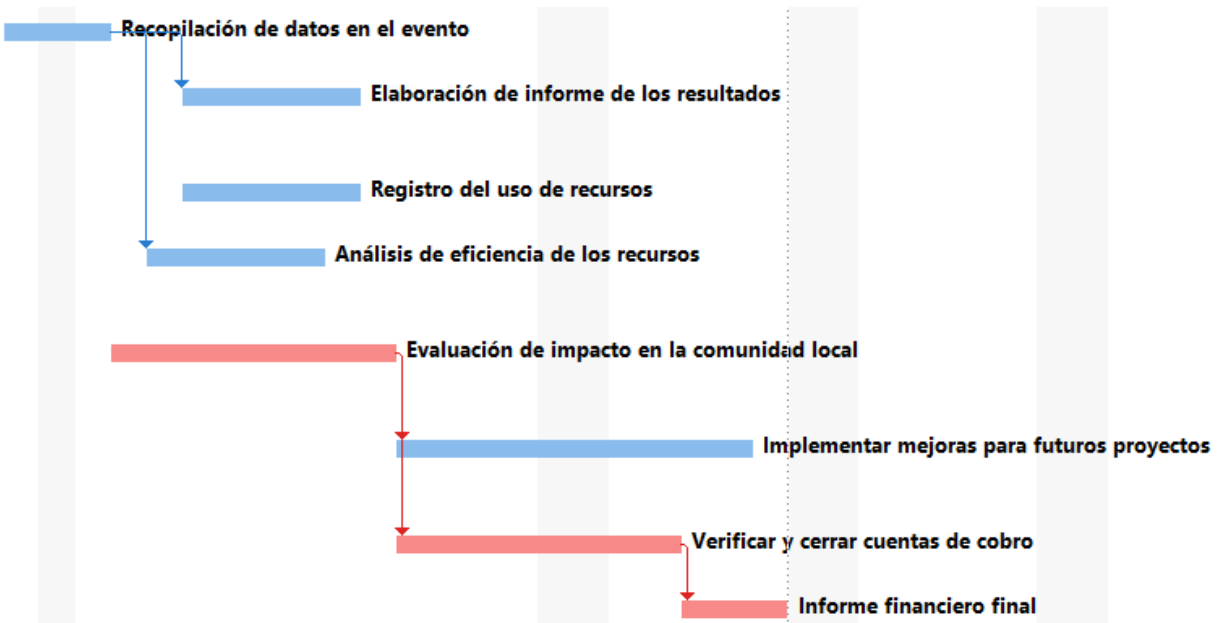 Recopilación de datos en el evento
Elaboración de informe de los resultados
Registro del uso de recursos
Análisis de eficiencia de los recursos
Evaluación de impacto en la comunidad local
Implementar mejoras para futuros proyectos
Verificar y cerrar cuentas de cobro
Informe financiero final